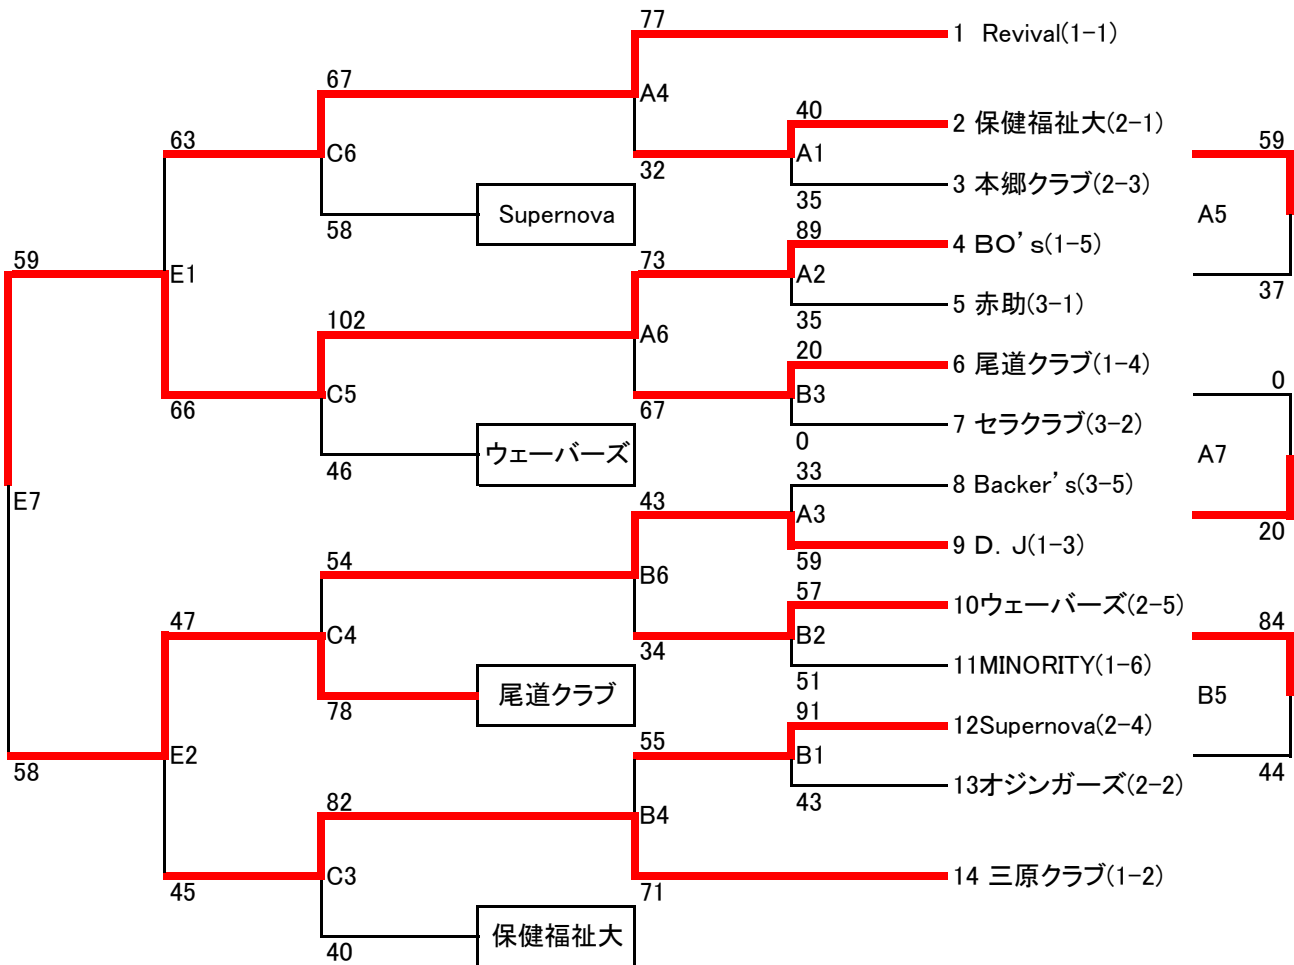 77
1 Revival(1-1)
67
A4
40
2 保健福祉大(2-1)
63
C6
A1
59
32
3 本郷クラブ(2-3)
35
Supernova
A5
58
89
4 BO's(1-5)
59
E1
73
A2
37
5 赤助(3-1)
102
35
A6
20
6 尾道クラブ(1-4)
0
66
C5
67
B3
7 セラクラブ(3-2)
0
ウェーバーズ
A7
46
33
8 Backer's(3-5)
E7
43
A3
20
9 D.J(1-3)
54
59
B6
57
10ウェーバーズ(2-5)
47
C4
B2
84
34
11MINORITY(1-6)
51
尾道クラブ
B5
78
91
12Supernova(2-4)
58
E2
55
B1
44
13オジンガーズ(2-2)
82
43
B4
45
C3
71
14 三原クラブ(1-2)
保健福祉大
40